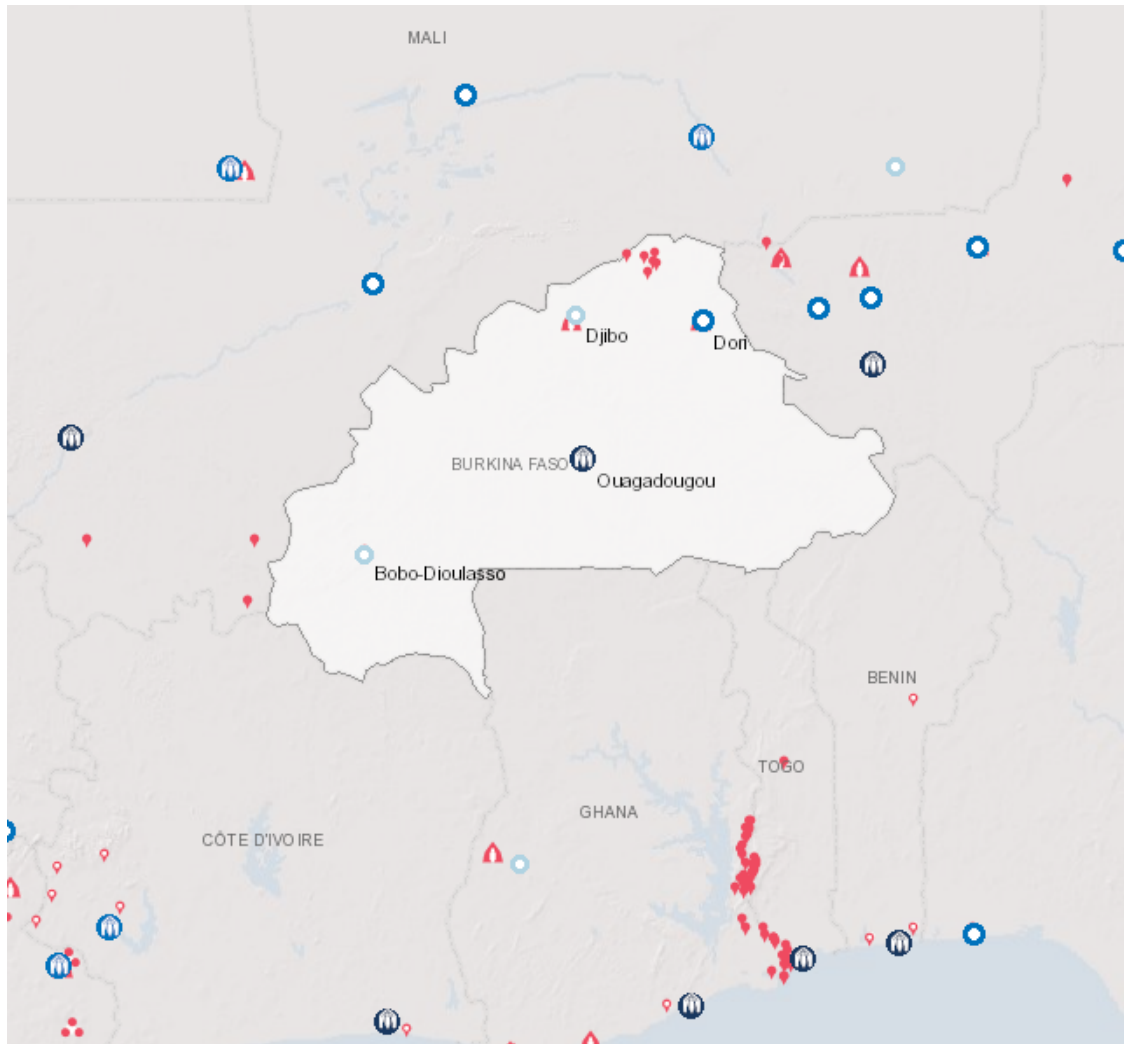 MALI
Djibo
Dori
BURKINA FASO
Ouagadougou
Bobo-Dioulasso
BENIN
TOGO
GHANA
CÔTE D'IVOIRE